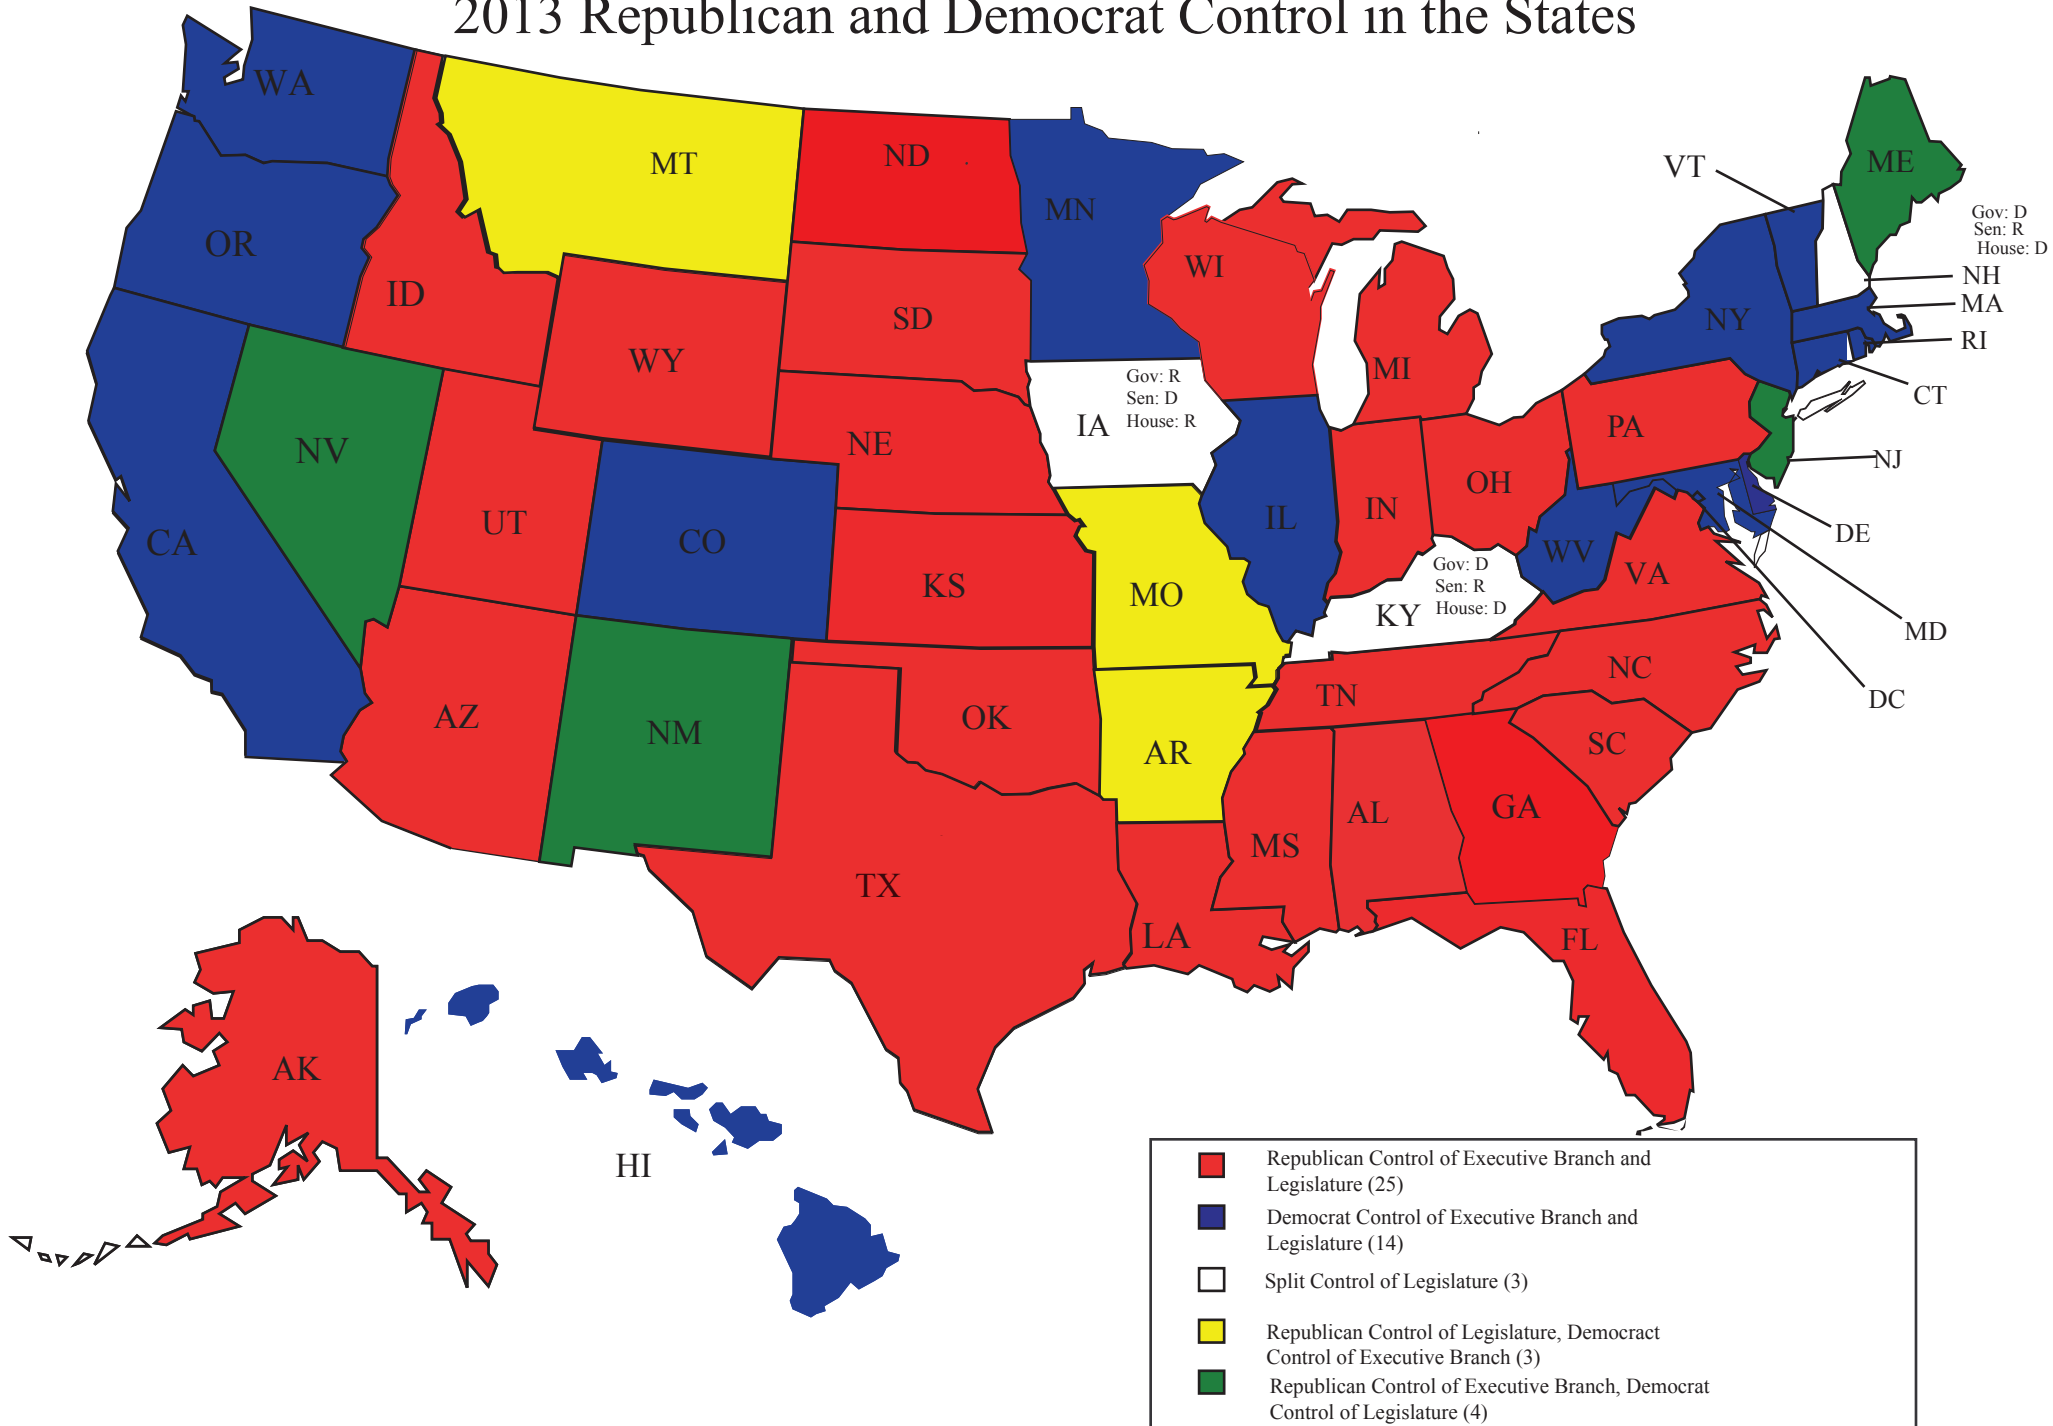 2013 Republican and Democrat Control in the States
WA
MT
ND
MN
VT
ME
OR
ID
SD
WI
Gov: D
Sen: R
House: D
NH
MA
RI
NY
WY
MI
CT
Gov: R
Sen: D
House: R
IA
NE
PA
NV
NJ
CA
UT
CO
IL
IN
OH
DE
KS
MO
WV
VA
Gov: D
Sen: R
House: D
KY
MD
DC
AZ
NM
OK
AR
TN
NC
SC
TX
MS
AL
GA
LA
FL
AK
HI
Republican Control of Executive Branch and
Legislature (25)
Democrat Control of Executive Branch and
Legislature (14)
Split Control of Legislature (3)
Republican Control of Legislature, Democract
Control of Executive Branch (3)
Republican Control of Executive Branch, Democrat
Control of Legislature (4)